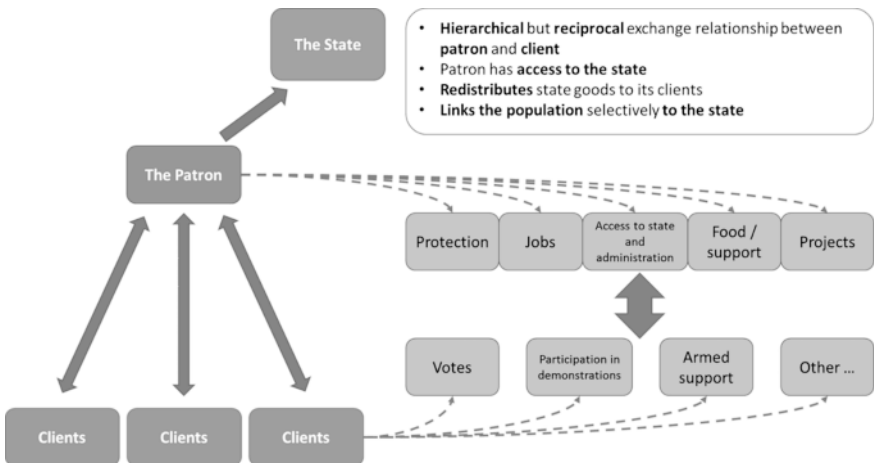 The State
• Hierarchical but reciprocal exchange relationship between
patron and client
• Patron has access to the state
• Redistributes state goods to its clients
• Links the population selectively to the state
The Patron
Protection
Jobs
Access to state
and
administration
Food /
support
Projects
Votes
Participation in
demonstrations
Armed
support
Other ...
Clients
Clients
Clients